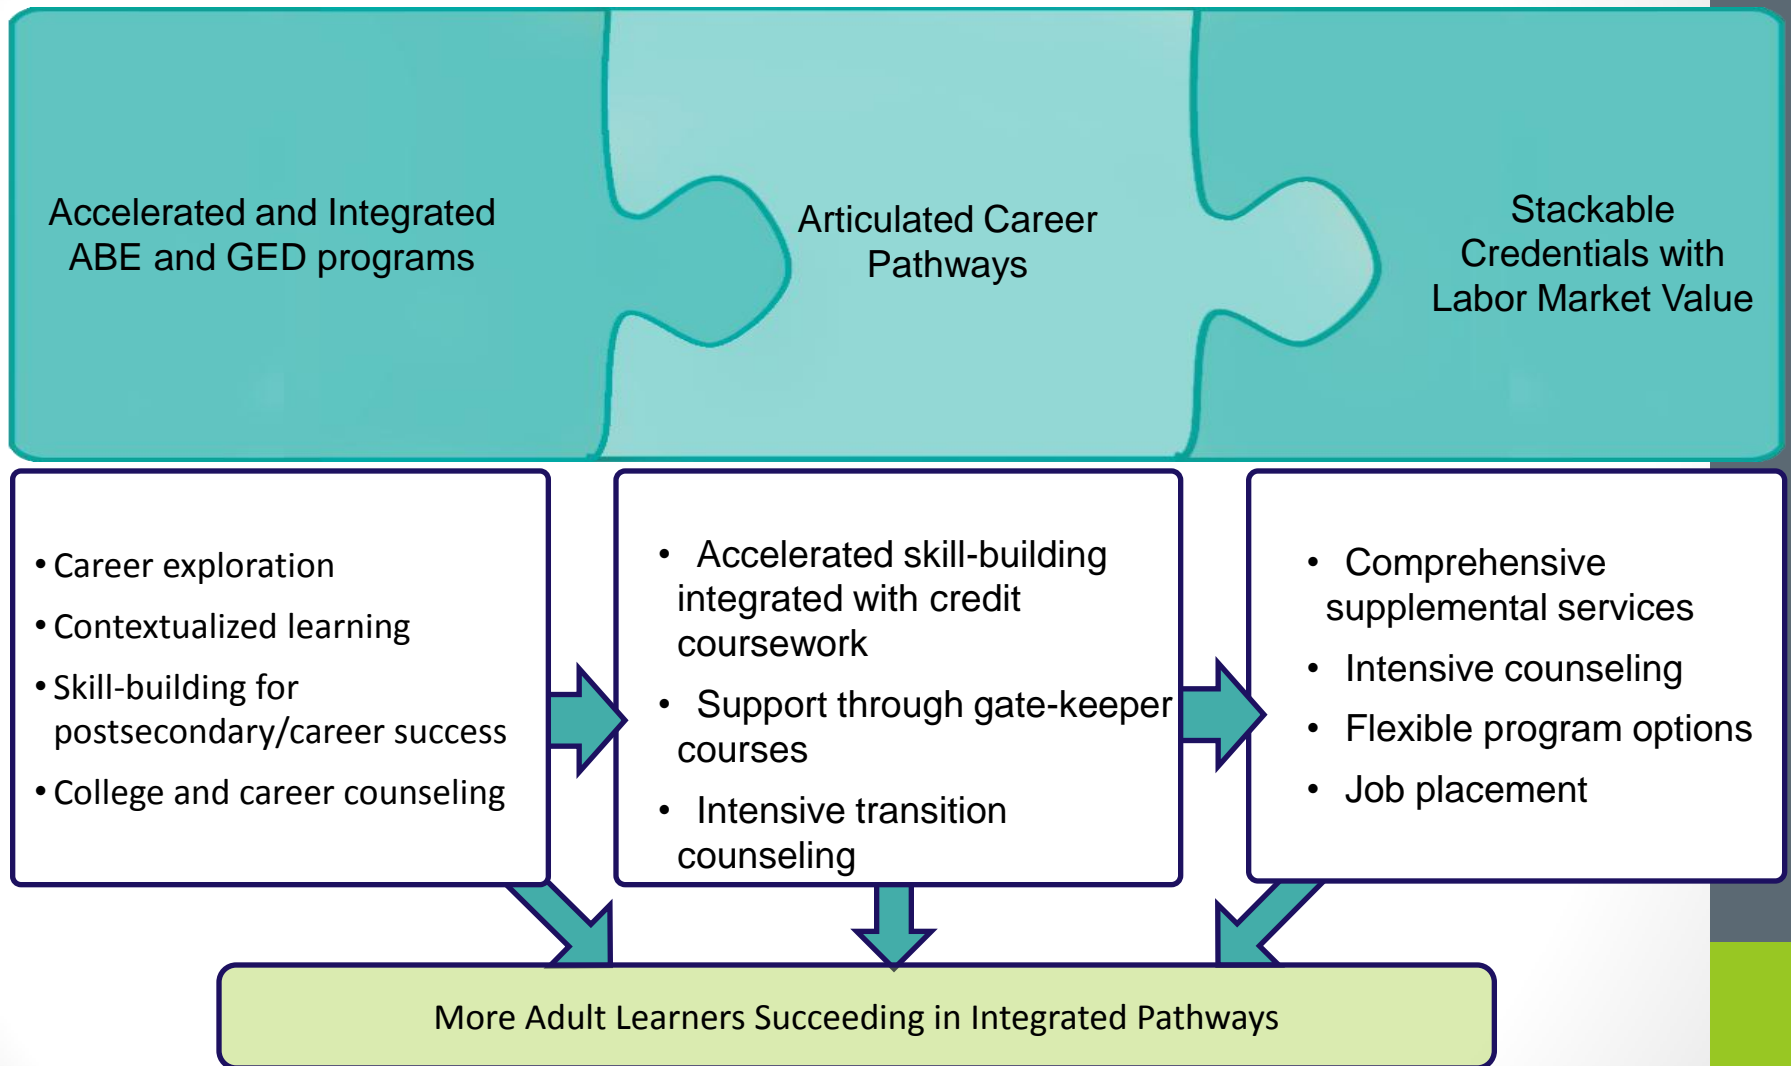 Accelerated and Integrated
ABE and GED programs
Articulated Career
Pathways
Stackable
Credentials with
Labor Market Value
• Career exploration
• Contextualized learning
• Skill-building for
postsecondary/career success
• College and career counseling
• Accelerated skill-building
integrated with credit
coursework
• Support through gate-keeper
courses
• Intensive transition
counseling
• Comprehensive
supplemental services
• Intensive counseling
• Flexible program options
• Job placement
More Adult Learners Succeeding in Integrated Pathways